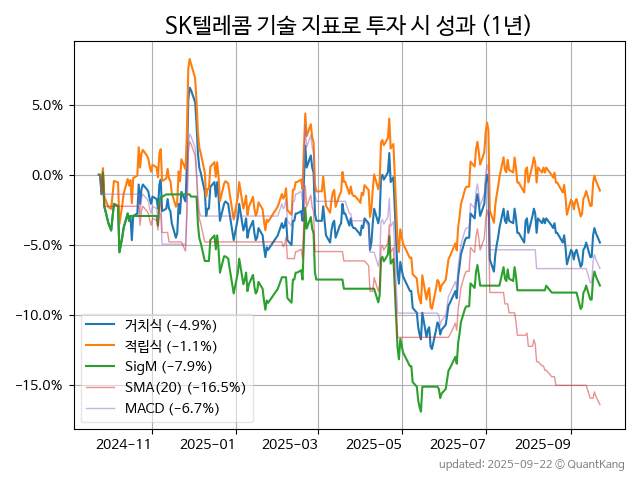 SK텔레콤 기술 지표로 투자 시 성과 (1년)
5.0%
0.0%
−5.0%
−10.0%
−15.0%
거치식 (−4.9%)
적립식 (−1.1%)
SigM (−7.9%)
SMA(20) (−16.5%)
MACD (−6.7%)
2024−11 2025−01 2025−03 2025−05 2025−07 2025−09
updated: 2025−09−22 © QuantKang